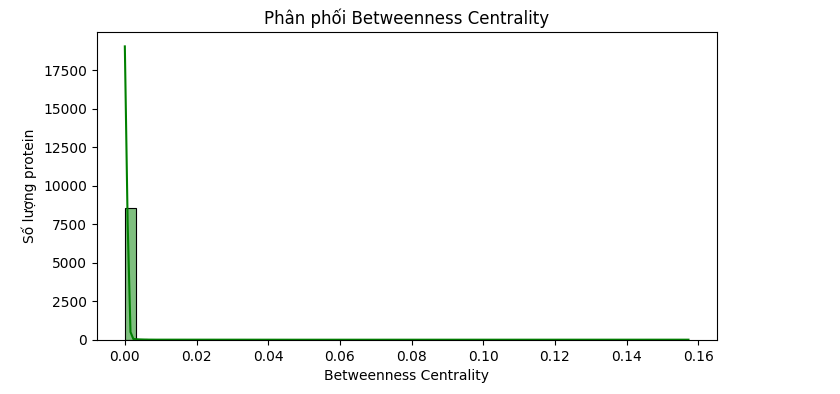 Phân phối Betweenness Centrality
Số lượng protein
17500
15000
12500
10000
7500
5000
2500
0
0.00 0.02 0.04 0.06 0.08 0.10 0.12 0.14 0.16
Betweenness Centrality